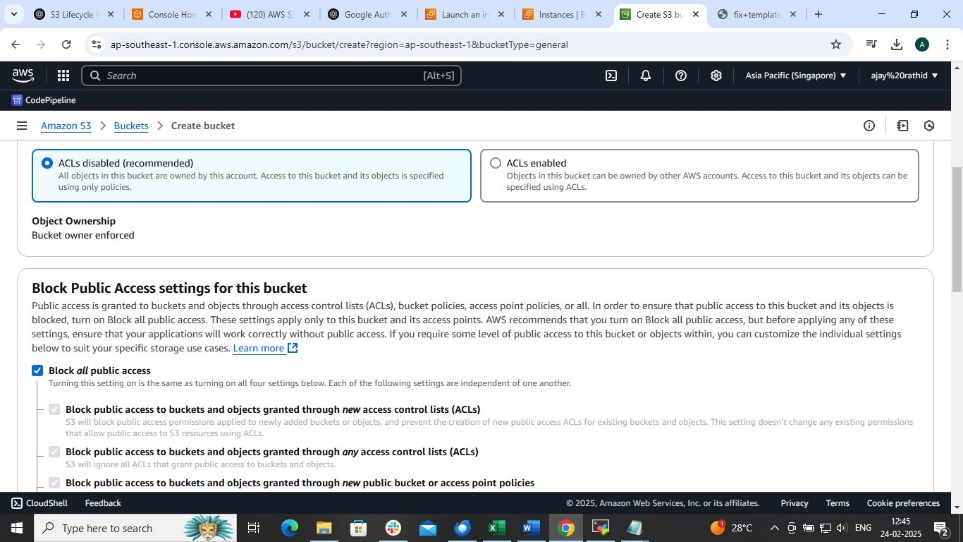 S3 Lifecycle
Console Ho
(120) AWS S
Google Auth
Launch an in
Instances | E
Create S3 bu
fix+templat
ap-southeast-1.console.aws.amazon.com/s3/bucket/create?region=ap-southeast-1&bucketType=general
A
aws
Search
[Alt+S]
Asia Pacific (Singapore)
ajay%20rathid
CodePipeline
Amazon S3 > Buckets > Create bucket
ACLs disabled (recommended)
All objects in this bucket are owned by this account. Access to this bucket and its objects is specified
using only policies.
ACLs enabled
Objects in this bucket can be owned by other AWS accounts. Access to this bucket and its objects can be
specified using ACLs.
Object Ownership
Bucket owner enforced
Block Public Access settings for this bucket
Public access is granted to buckets and objects through access control lists (ACLs), bucket policies, access point policies, or all. In order to ensure that public access to this bucket and its objects is
blocked, turn on Block all public access. These settings apply only to this bucket and its access points. AWS recommends that you turn on Block all public access, but before applying any of these
settings, ensure that your applications will work correctly without public access. If you require some level of public access to this bucket or objects within, you can customize the individual settings
below to suit your specific storage use cases. Learn more
Block all public access
Turning this setting on is the same as turning on all four settings below. Each of the following settings are independent of one another.
Block public access to buckets and objects granted through new access control lists (ACLs)
S3 will block public access permissions applied to newly added buckets or objects, and prevent the creation of new public access ACLs for existing buckets and objects. This setting doesn't change any existing permissions
that allow public access to S3 resources using ACLs.
Block public access to buckets and objects granted through any access control lists (ACLs)
S3 will ignore all ACLs that grant public access to buckets and objects.
Block public access to buckets and objects granted through new public bucket or access point policies
CloudShell
Feedback
© 2025, Amazon Web Services, Inc. or its affiliates.
Privacy
Terms
Cookie preferences
Type here to search
28°C
ENG
12:45
24-02-2025
2